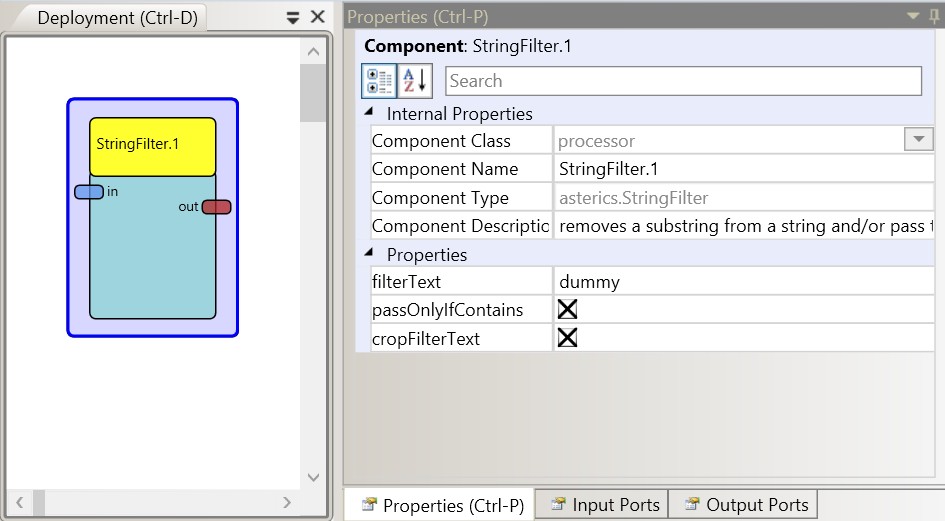 Deployment (Ctrl-D)
StringFilter.1
in
out
Properties (Ctrl-P)
Component: StringFilter.1
Search
Internal Properties
Component Class processor
Component Name StringFilter.1
Component Type asterics.StringFilter
Component Descriptic removes a substring from a string and/or pass t
Properties
filterText dummy
passOnlyIfContains
cropFilterText
Properties (Ctrl-P) Input Ports Output Ports